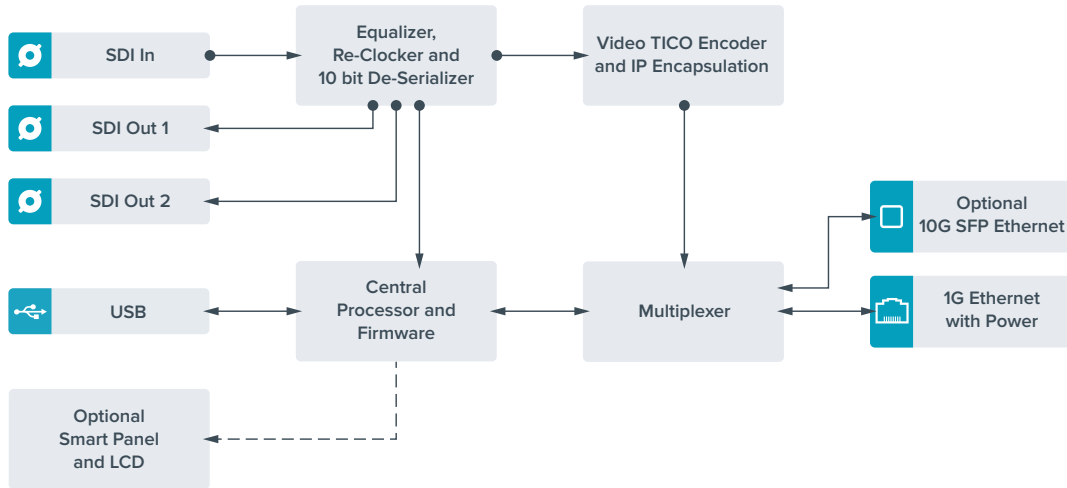 SDI In
Equalizer,
Re-Clocker and
10 bit De-Serializer
Video TICO Encoder
and IP Encapsulation
SDI Out 1
SDI Out 2
Optional
10G SFP Ethernet
USB
Central
Processor and
Firmware
Multiplexer
1G Ethernet
with Power
Optional
Smart Panel
and LCD